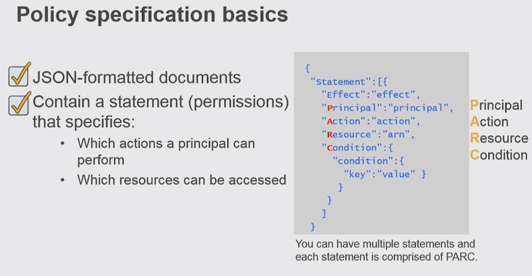 Policy specification basics
JSON-formatted documents
Contain a statement (permissions)
that specifies:
• Which actions a principal can
perform
• Which resources can be accessed
{
"Statement":[{
"Effect":"effect",
"Principal":"principal",
"Action":"action",
"Resource":"arn",
"Condition":{
"condition":{
"key":"value" }
}
}
]
}
Principal
Action
Resource
Condition
You can have multiple statements and
each statement is comprised of PARC.